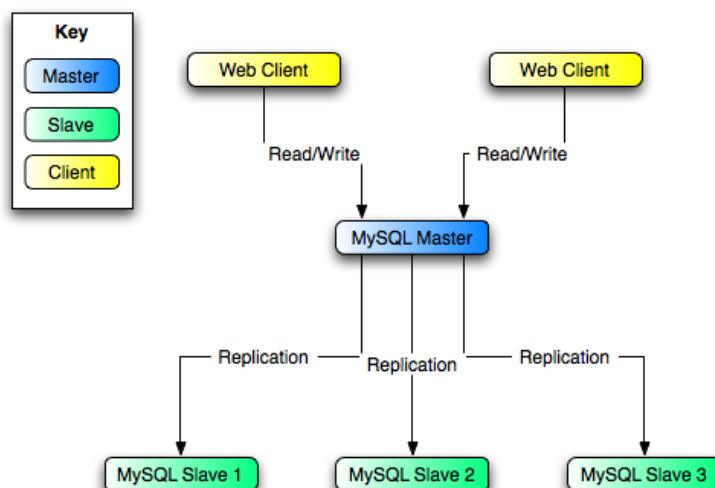 Key
Master
Slave
Client
Web Client
Web Client
Read/Write
Read/Write
MySQL Master
Replication
Replication
Replication
MySQL Slave 1
MySQL Slave 2
MySQL Slave 3